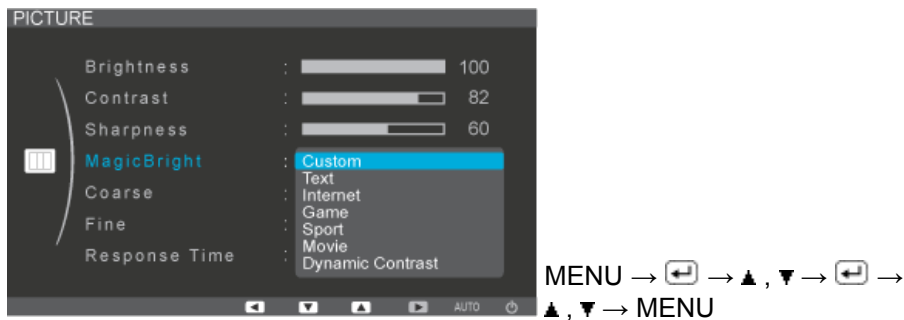 PICTURE
Brightness : 100
Contrast : 82
Sharpness : 60
MagicBright : Custom
Text
Coarse : Internet
Game
Fine : Sport
Movie
Response Time : Dynamic Contrast
AUTO
MENU → ↵ → ▲ , ▼ → ↵ →
▲ , ▼ → MENU